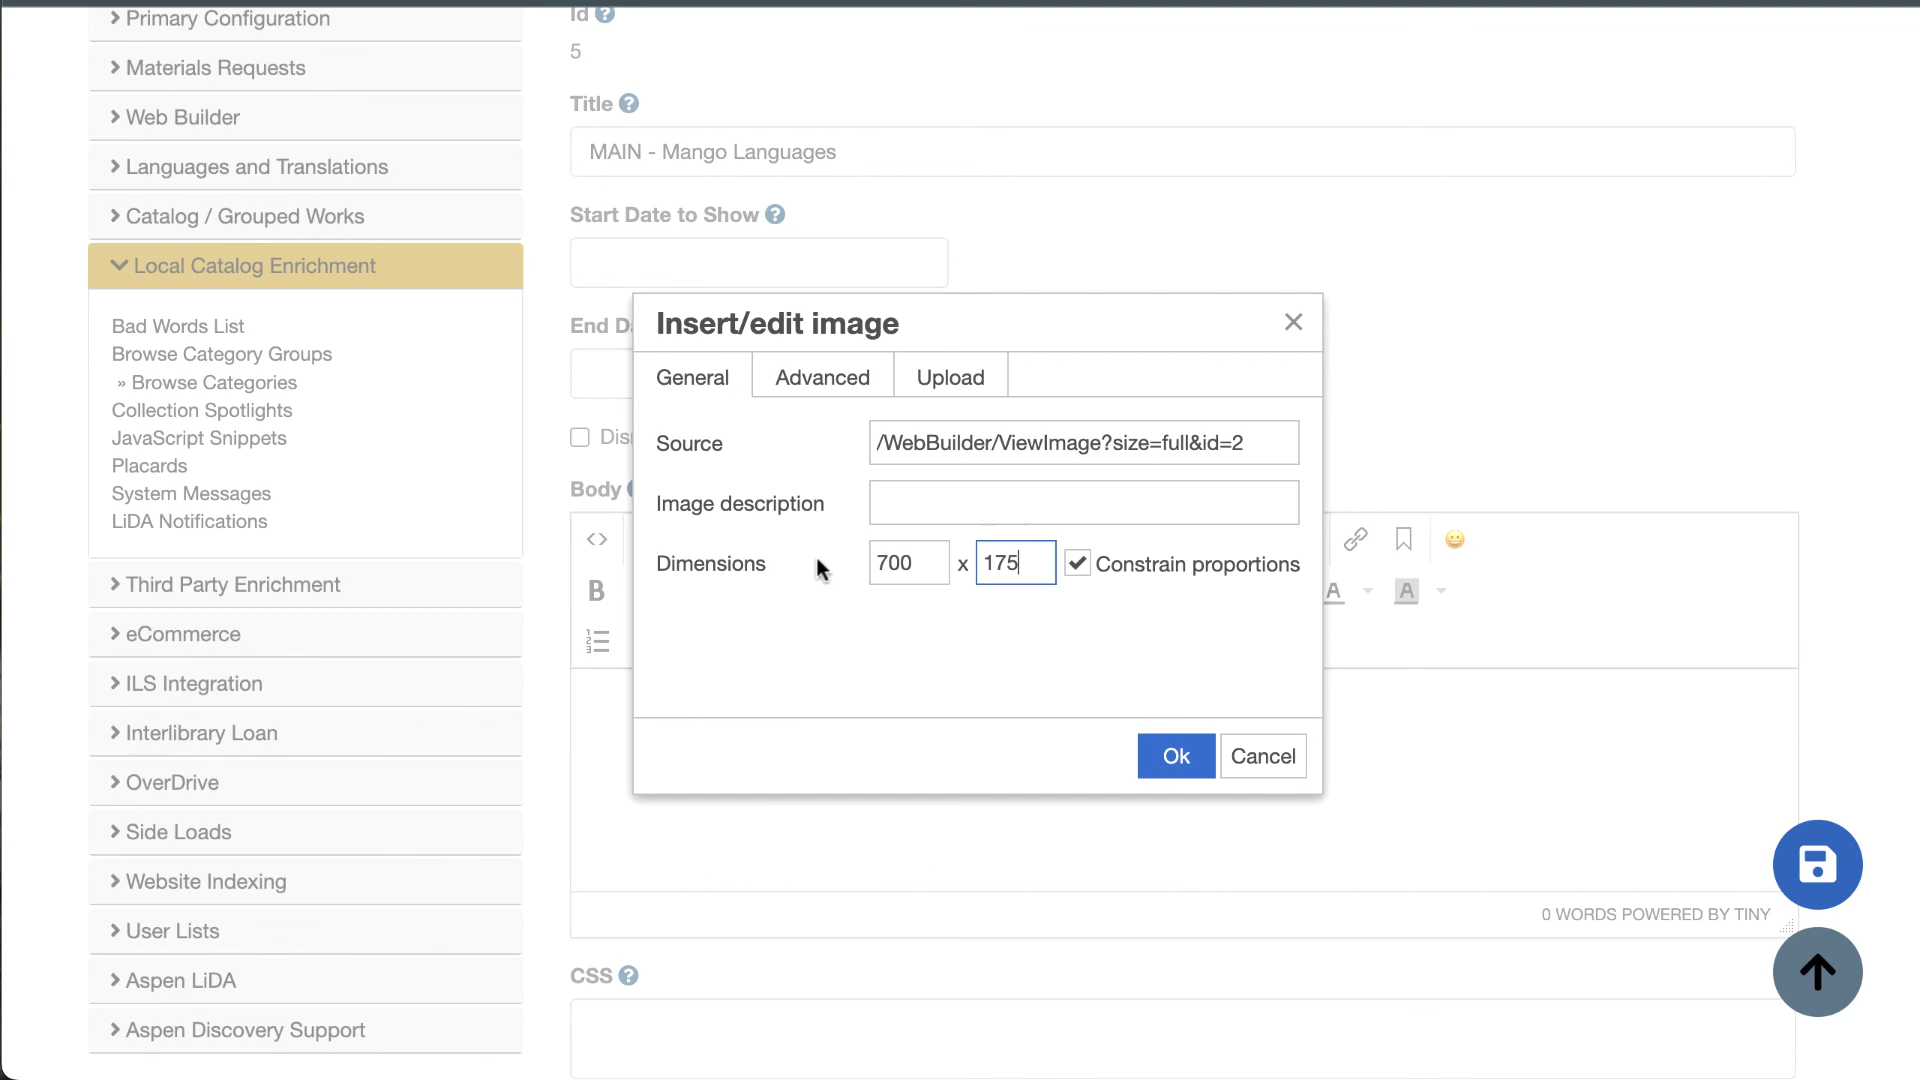 Primary Configuration
Materials Requests
Web Builder
Languages and Translations
Catalog / Grouped Works
Local Catalog Enrichment
Bad Words List
Browse Category Groups
» Browse Categories
Collection Spotlights
JavaScript Snippets
Placards
System Messages
LiDA Notifications
Third Party Enrichment
eCommerce
ILS Integration
Interlibrary Loan
OverDrive
Side Loads
Website Indexing
User Lists
Aspen LiDA
Aspen Discovery Support
Id ?
5
Title ?
MAIN - Mango Languages
Start Date to Show ?
End Da
Dis
Body
B
A A
Insert/edit image ×
General Advanced Upload
Source /WebBuilder/ViewImage?size=full&id=2
Image description
Dimensions 700 x 175 Constrain proportions
Ok Cancel
0 WORDS POWERED BY TINY
CSS ?